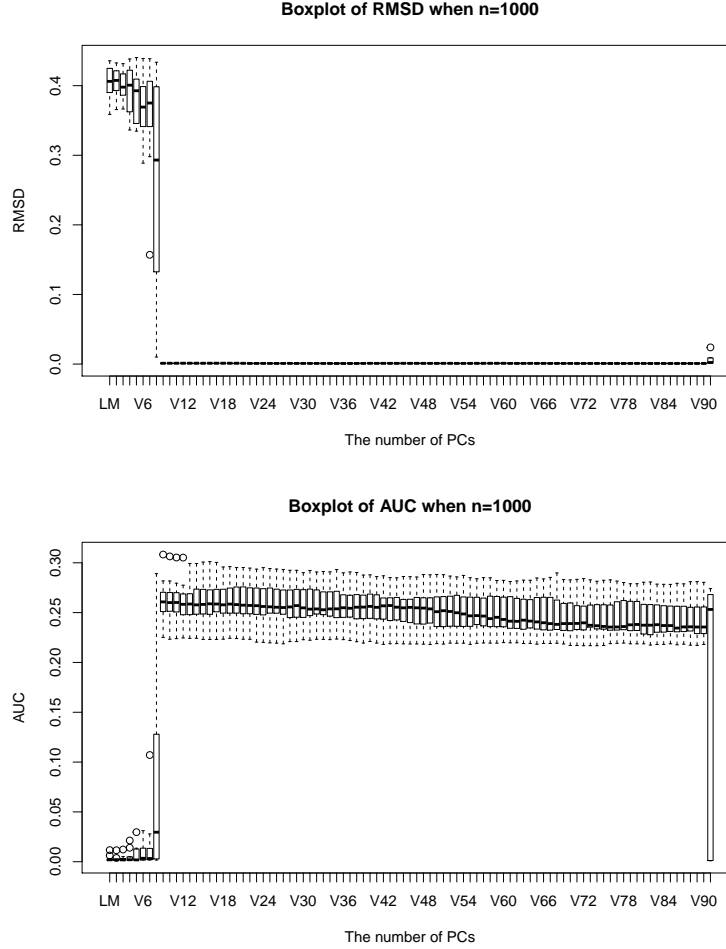 Boxplot of RMSD when n=1000
0.4
0.3
0.2
0.1
0.0
RMSD
LM V6 V12 V18 V24 V30 V36 V42 V48 V54 V60 V66 V72 V78 V84 V90
The number of PCs
Boxplot of AUC when n=1000
0.30
0.25
0.20
0.15
0.10
0.05
0.00
AUC
LM V6 V12 V18 V24 V30 V36 V42 V48 V54 V60 V66 V72 V78 V84 V90
The number of PCs